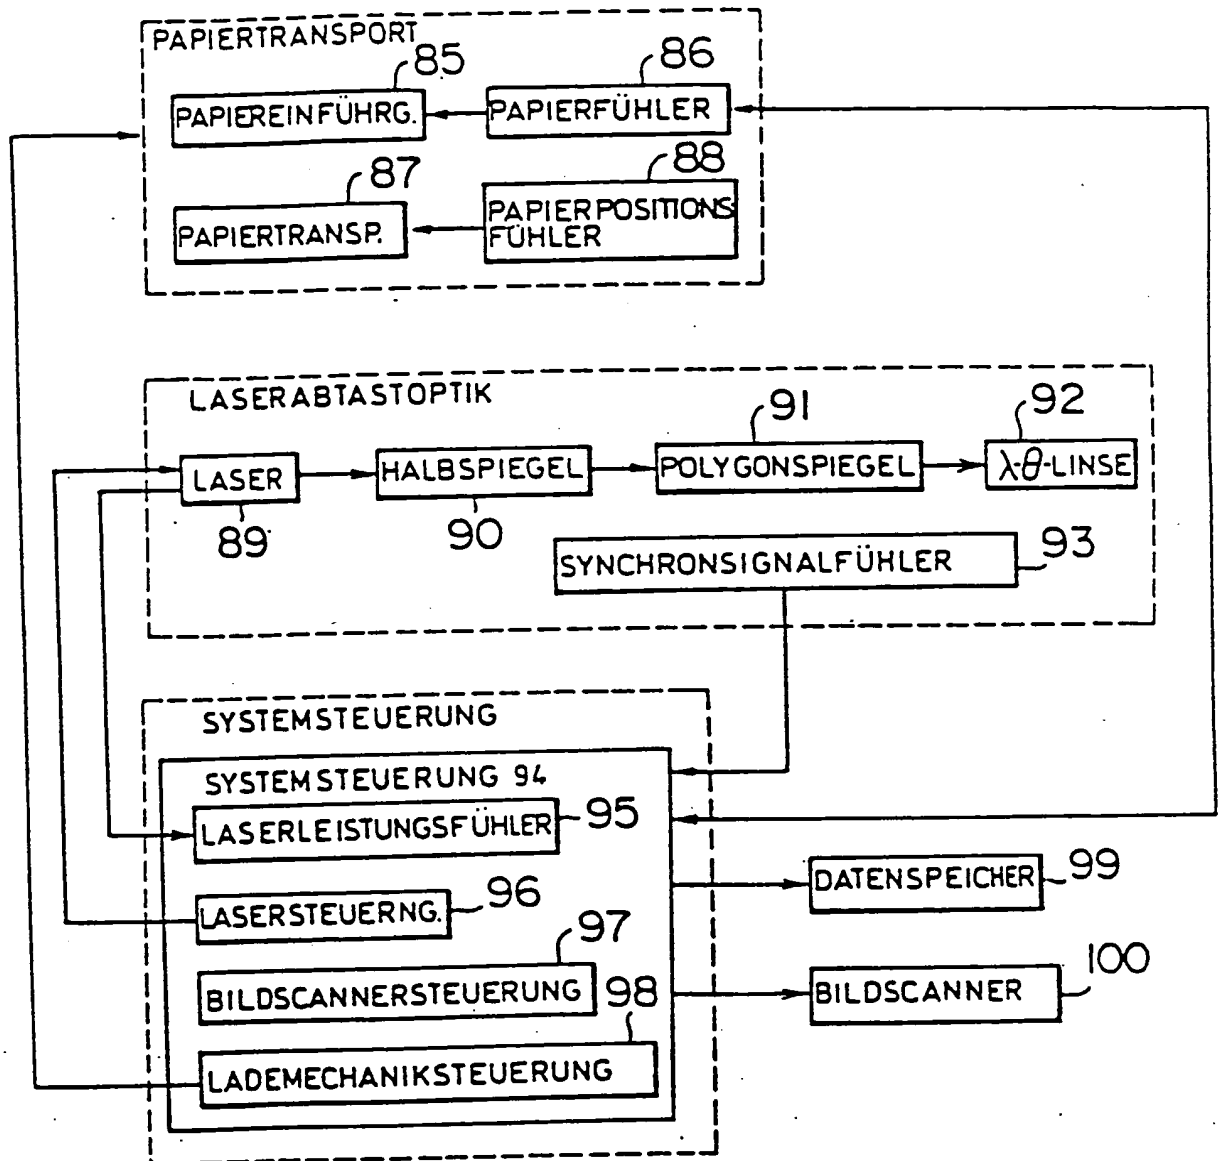 PAPIERTRANSPORT
85
86
PAPIEREINFÜHRG.
PAPIERFÜHLER
87
88
PAPIERTRANSP.
PAPIERPOSITIONS-
FÜHLER
LASERABTASTOPTIK
91
92
LASER
HALBSPIEGEL
POLYGONSPIEGEL
λ-θ-LINSE
89
90
SYNCHRONSIGNALFÜHLER
93
SYSTEMSTEUERUNG
SYSTEMSTEUERUNG 94
LASERLEISTUNGSFÜHLER
95
DATENSPEICHER
99
LASERSTEUERNG.
96
97
BILDSCANNERSTEUERUNG
98
BILDSCANNER
100
LADEMECHANIKSTEUERUNG